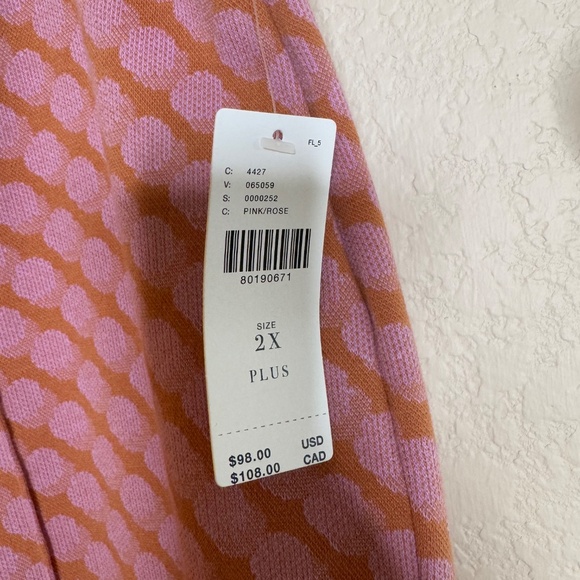 FL_5
C: 4427
V: 065059
S: 0000252
C: PINK/ROSE
80190671
SIZE
2X
PLUS
$98.00 USD
$108.00 CAD